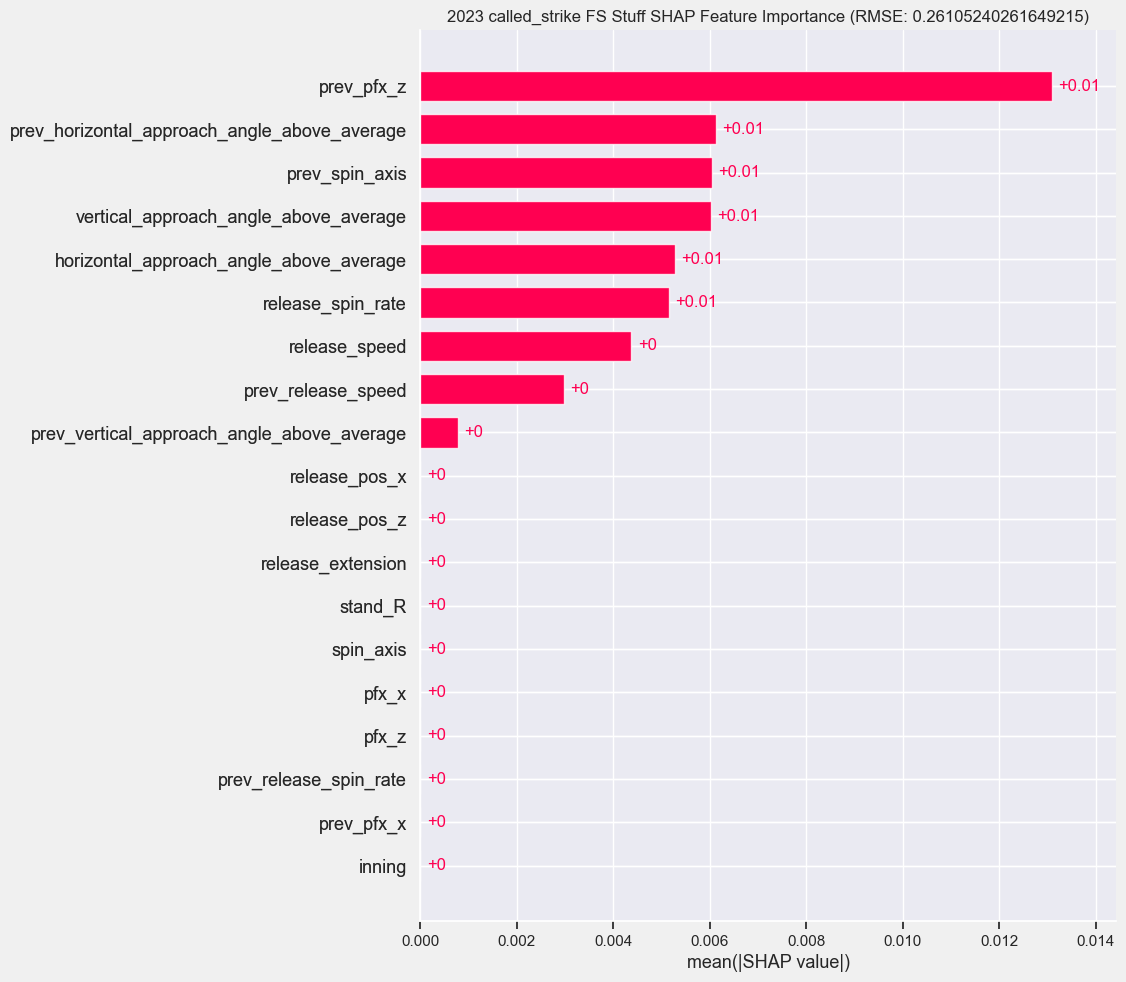 2023 called_strike FS Stuff SHAP Feature Importance (RMSE: 0.26105240261649215)
prev_pfx_z +0.01
prev_horizontal_approach_angle_above_average +0.01
prev_spin_axis +0.01
vertical_approach_angle_above_average +0.01
horizontal_approach_angle_above_average +0.01
release_spin_rate +0.01
release_speed +0
prev_release_speed +0
prev_vertical_approach_angle_above_average +0
release_pos_x +0
release_pos_z +0
release_extension +0
stand_R +0
spin_axis +0
pfx_x +0
pfx_z +0
prev_release_spin_rate +0
prev_pfx_x +0
inning +0
0.000 0.002 0.004 0.006 0.008 0.010 0.012 0.014
mean(|SHAP value|)